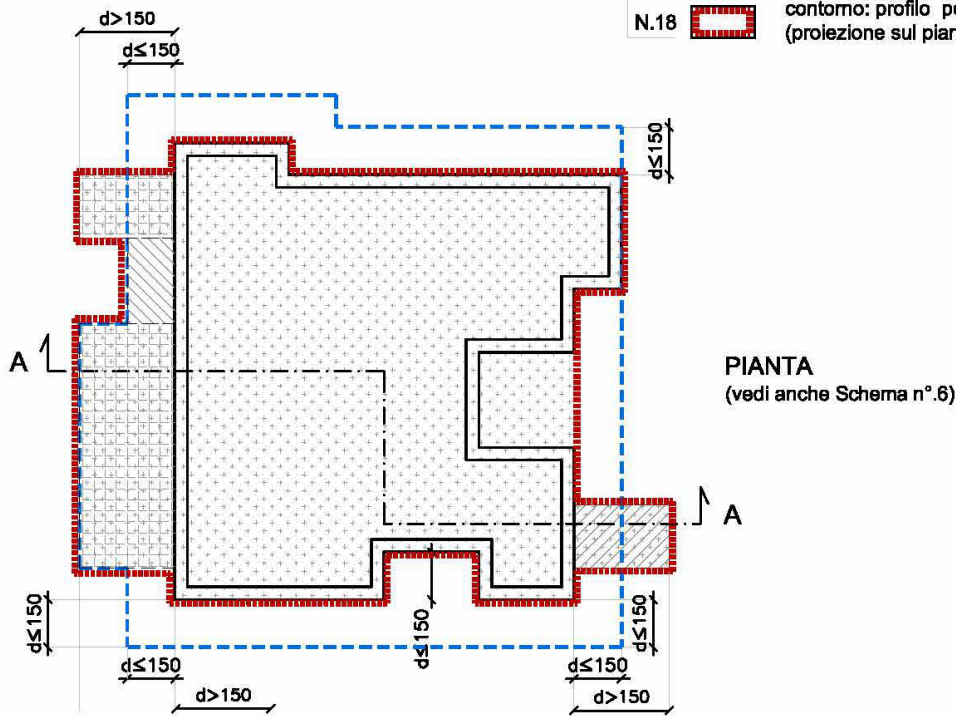 d>150
d≤150
N.18
contorno: profilo
(proiezione sul
d≤150
A
PIANTA
(vedi anche Schema n°.6)
A
d≤150
d≤150
d≤150
d≤150
d≤150
d>150
d>150